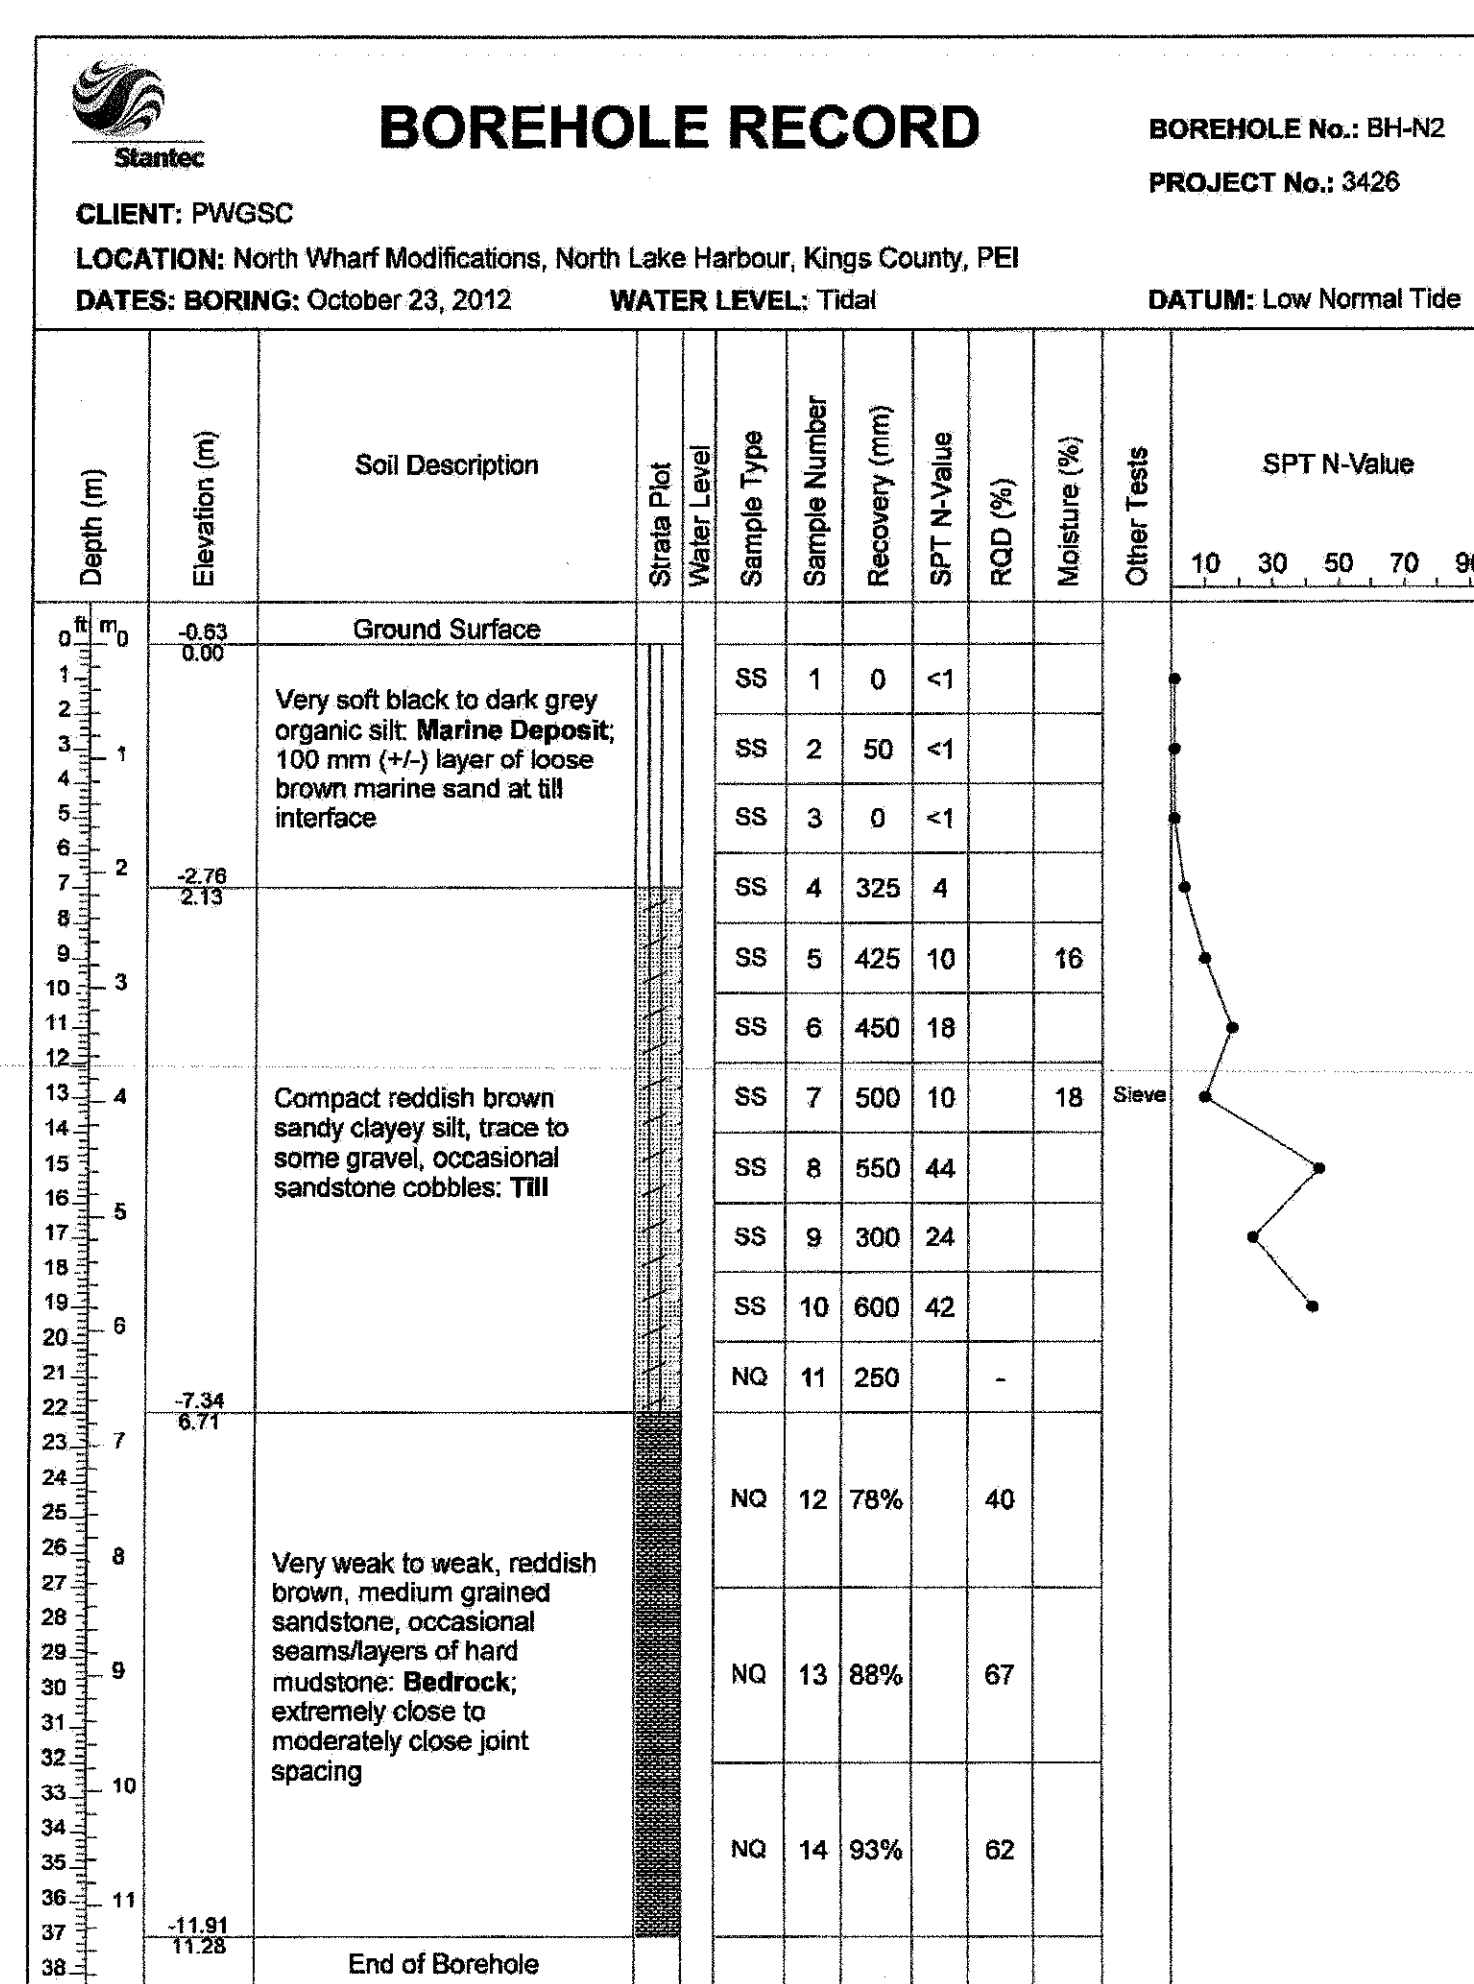 Stantec
BOREHOLE RECORD
BOREHOLE No.: BH-N2
PROJECT No.: 3426
CLIENT: PWGSC
LOCATION: North Wharf Modifications, North Lake Harbour, Kings County, PEI
DATES: BORING: October 23, 2012 WATER LEVEL: Tidal DATUM: Low Normal Tide
Depth (m) Elevation (m) Soil Description Strata Plot Water Level Sample Type Sample Number Recovery (mm) SPT N-Value RQD (%) Moisture (%) Other Tests SPT N-Value
10 30 50 70
ft m
0 0 -0.63 Ground Surface
0.00
1 SS 1 0 <1
Very soft black to dark grey
2 organic silt: Marine Deposit;
3 1 100 mm (+/-) layer of loose SS 2 50 <1
4 brown marine sand at till
5 interface SS 3 0 <1
6
7 2 -2.76 SS 4 325 4
2.13
8
9 SS 5 425 10 16
10 3
11 SS 6 450 18
12
13 4 Compact reddish brown SS 7 500 10 18 Sieve
14 sandy clayey silt, trace to
15 some gravel, occasional SS 8 550 44
16 sandstone cobbles: Till
5
17 SS 9 300 24
18
19 SS 10 600 42
20 6
21 NQ 11 250 -
22 -7.34
6.71
23 7
24
25 NQ 12 78% 40
26 8 Very weak to weak, reddish
27 brown, medium grained
28 sandstone, occasional
29 seams/layers of hard
30 9 mudstone: Bedrock; NQ 13 88% 67
31 extremely close to
32 moderately close joint
33 10 spacing
34
35 NQ 14 93% 62
36 11
37 -11.91
11.28
38 End of Borehole